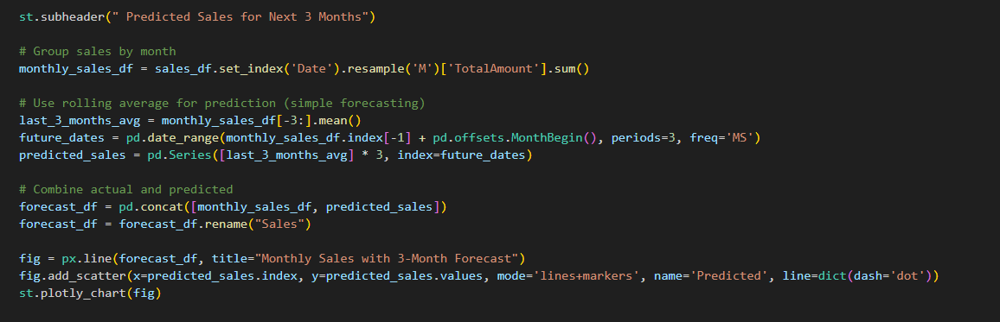 st.subheader(" Predicted Sales for Next 3 Months")
# Group sales by month
monthly_sales_df = sales_df.set_index('Date').resample('M')['TotalAmount'].sum()
# Use rolling average for prediction (simple forecasting)
last_3_months_avg = monthly_sales_df[-3:].mean()
future_dates = pd.date_range(monthly_sales_df.index[-1] + pd.offsets.MonthBegin(), periods=3, freq='MS')
predicted_sales = pd.Series([last_3_months_avg] * 3, index=future_dates)
# Combine actual and predicted
forecast_df = pd.concat([monthly_sales_df, predicted_sales])
forecast_df = forecast_df.rename("Sales")
fig = px.line(forecast_df, title="Monthly Sales with 3-Month Forecast")
fig.add_scatter(x=predicted_sales.index, y=predicted_sales.values, mode='lines+markers', name='Predicted', line=dict(dash='dot'))
st.plotly_chart(fig)